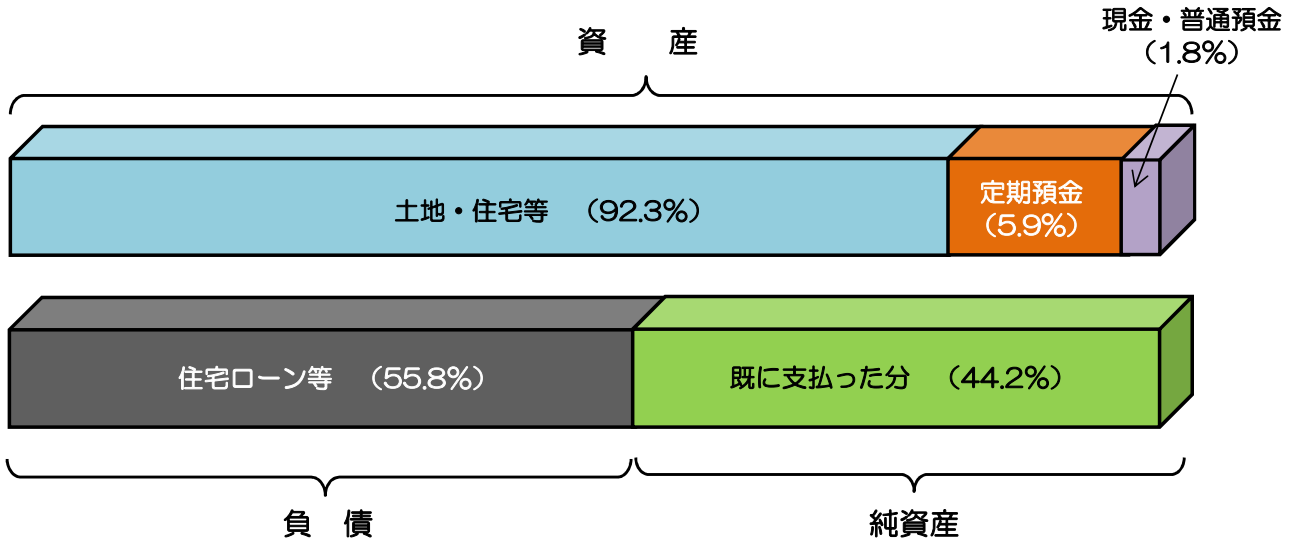 現金・普通預金
（1.8％）
資　産
土地・住宅等　（92.3％）
定期預金
（5.9％）
住宅ローン等　（55.8％）
既に支払った分　（44.2％）
負　債
純資産